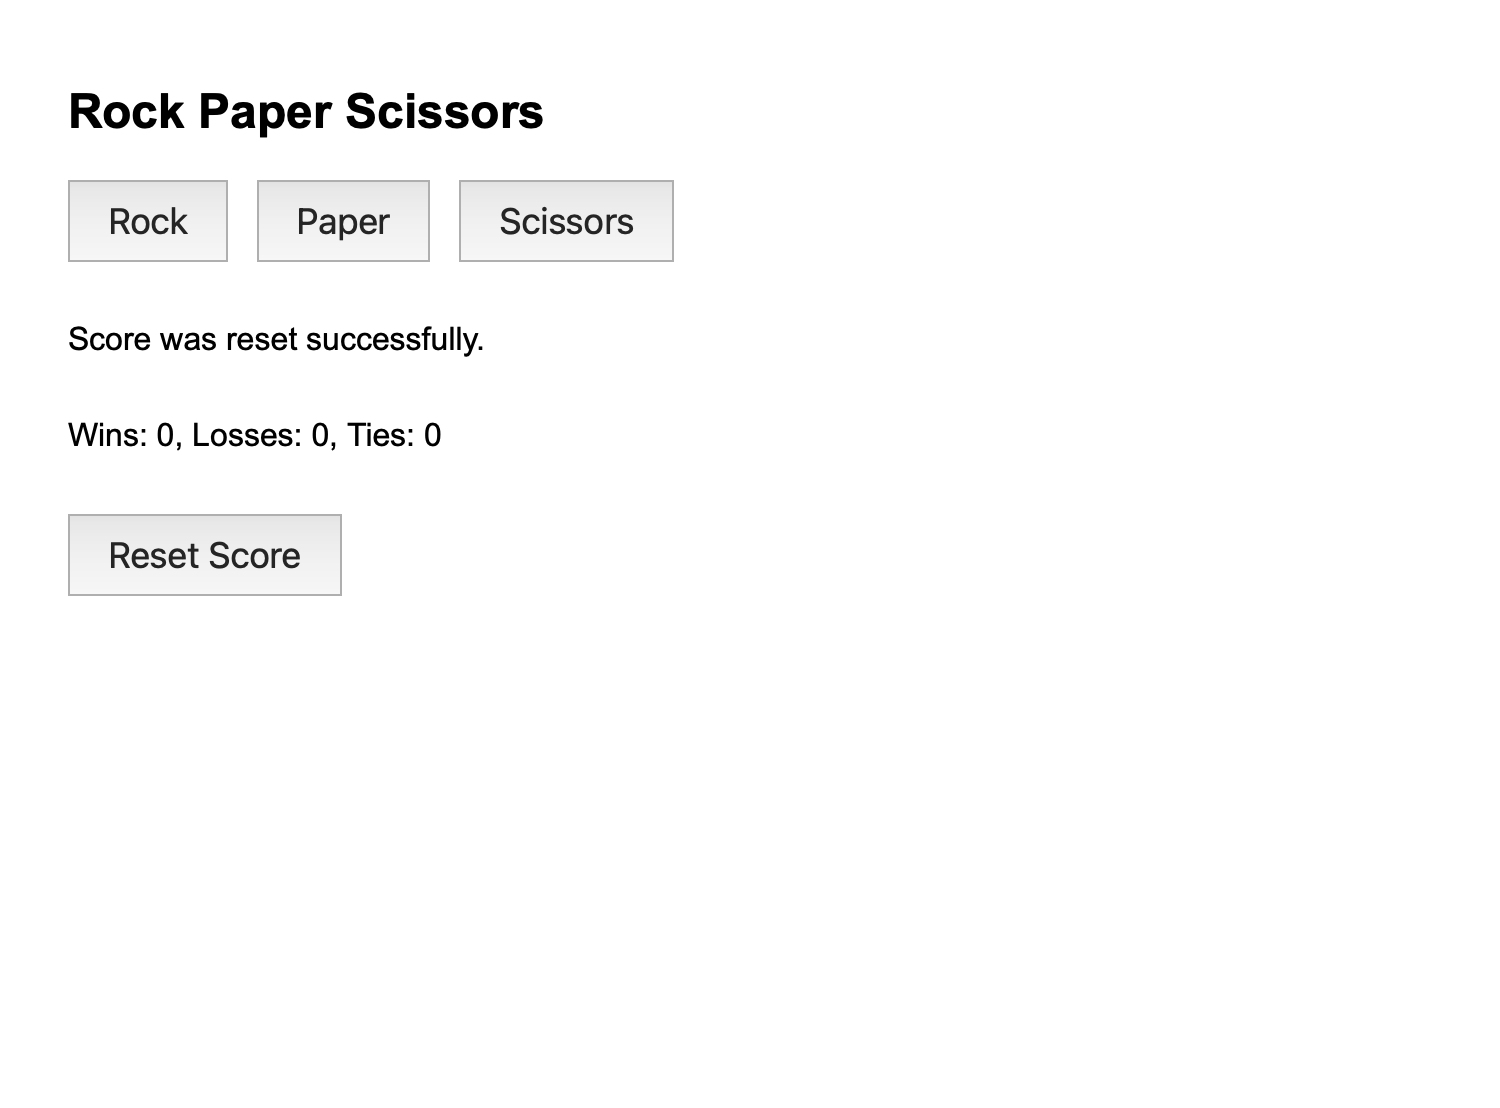 Rock Paper Scissors
Rock Paper Scissors
Score was reset successfully.
Wins: 0, Losses: 0, Ties: 0
Reset Score